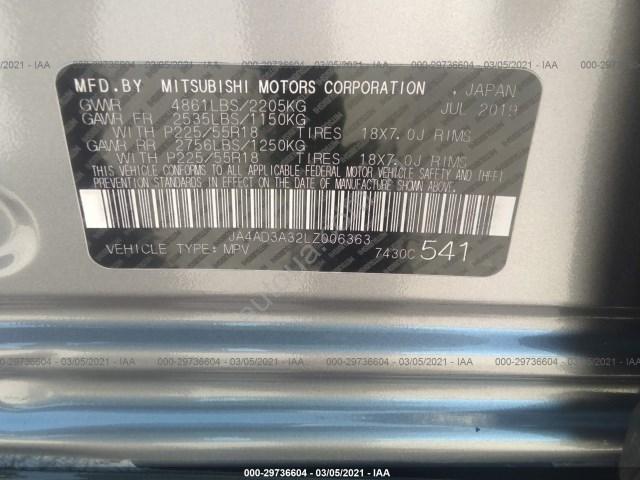 000-29736604 - 03/05/2021 - IAA
MFD.BY MITSUBISHI MOTORS CORPORATION , JAPAN
GVWR 4861LBS/2205KG JUL 2019
GAWR FR 2535LBS/1150KG
WITH P225/55R18 TIRES 18X7.0J RIMS
GAWR RR 2756LBS/1250KG
WITH P225/55R18 TIRES 18X7.0J RIMS
THIS VEHICLE CONFORMS TO ALL APPLICABLE FEDERAL MOTOR VEHICLE SAFETY AND THEFT
PREVENTION STANDARDS IN EFFECT ON THE DATE OF MANUFACTURE SHOWN ABOVE.
JA4AD3A32LZ006363
VEHICLE TYPE: MPV 7430C 541
000-29736604 - 03/05/2021 - IAA
000-29736604 - 03/05/2021 - IAA